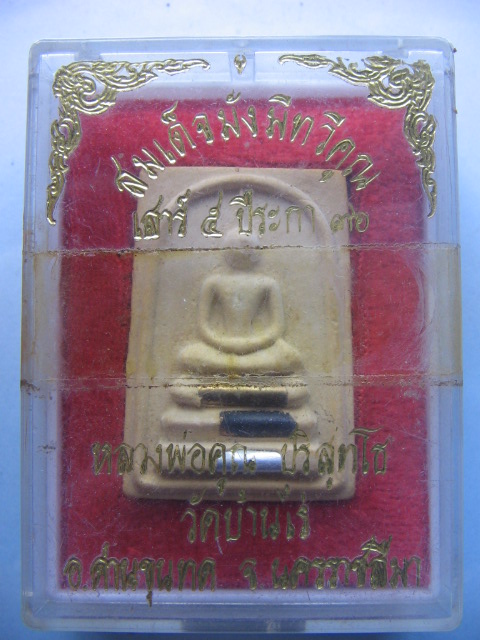 สมเด็จมั่งมีทวีคูณ
เสาร์ ๕ ปีระกา ๓๖
หลวงพ่อคูณ ปริสุทโธ
วัดบ้านไร่
อ.ด่านขุนทด จ.นครราชสีมา